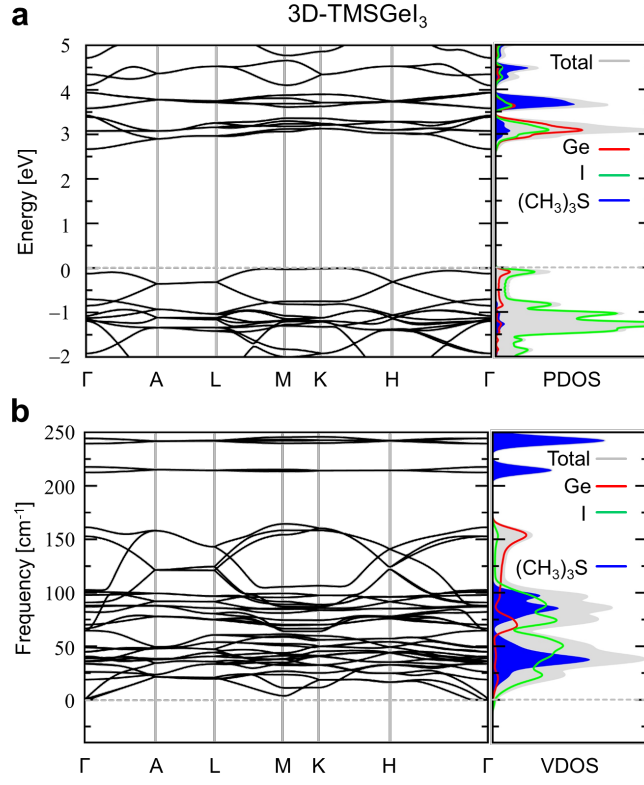 a
3D-TMSGeI₃
Energy [eV]
5
4
3
2
1
0
−1
−2
Γ A L M K H Γ
Total
Ge
I
(CH₃)₃S
PDOS
b
Frequency [cm⁻¹]
250
200
150
100
50
0
Γ A L M K H Γ
Total
Ge
I
(CH₃)₃S
VDOS